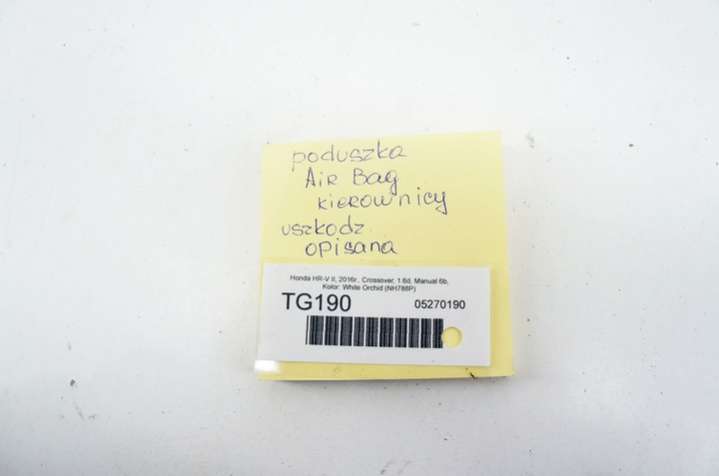 poduszka
Air Bag
kierownicy
uszkodz
opisana
Honda HR-V II, 2016r., Crossover, 1.6d, Manual 6b,
Kolor: White Orchid (NH788P)
TG190 05270190